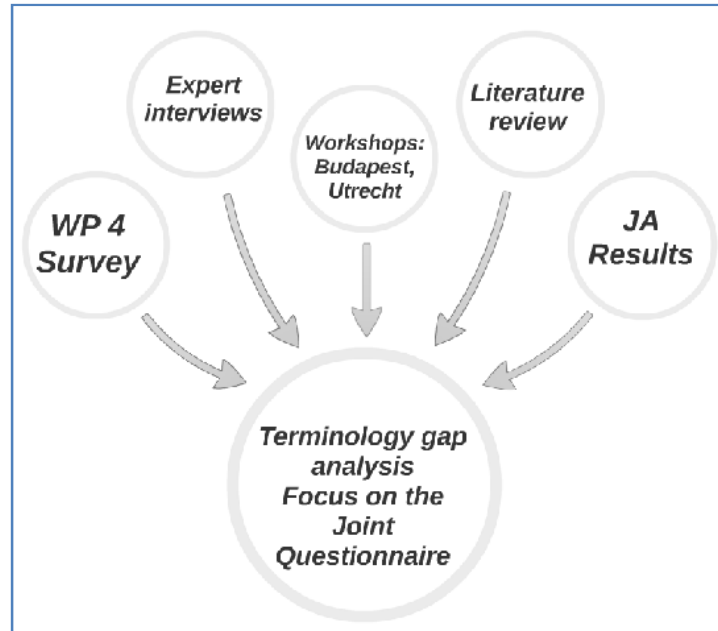 Expert
interviews
Literature
review
Workshops:
Budapest,
Utrecht
WP 4
Survey
JA
Results
Terminology gap
analysis
Focus on the
Joint
Questionnaire